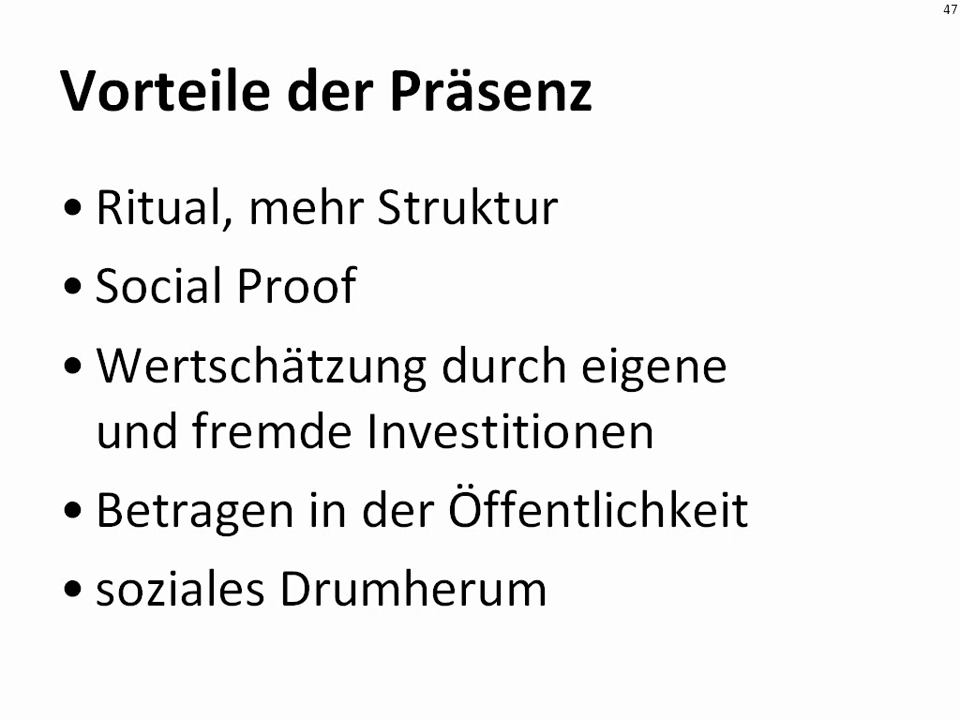 47
Vorteile der Präsenz
• Ritual, mehr Struktur
• Social Proof
• Wertschätzung durch eigene
und fremde Investitionen
• Betragen in der Öffentlichkeit
• soziales Drumherum